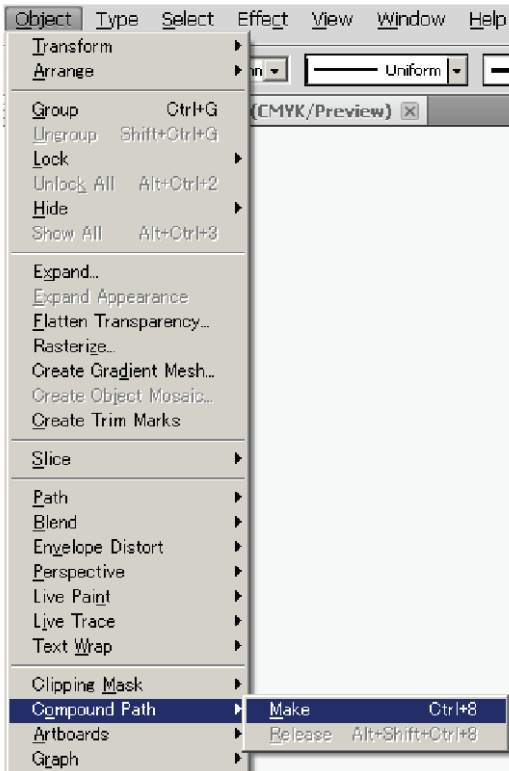 Object Type Select Effect View Window Help
Transform
Arrange
Uniform
Group Ctrl+G
(CMYK/Preview)
Ungroup Shift+Ctrl+G
Lock
Unlock All Alt+Ctrl+2
Hide
Show All Alt+Ctrl+3
Expand...
Expand Appearance
Flatten Transparency...
Rasterize...
Create Gradient Mesh...
Create Object Mosaic...
Create Trim Marks
Slice
Path
Blend
Envelope Distort
Perspective
Live Paint
Live Trace
Text Wrap
Clipping Mask
Compound Path
Make Ctrl+8
Artboards
Release Alt+Shift+Ctrl+8
Graph